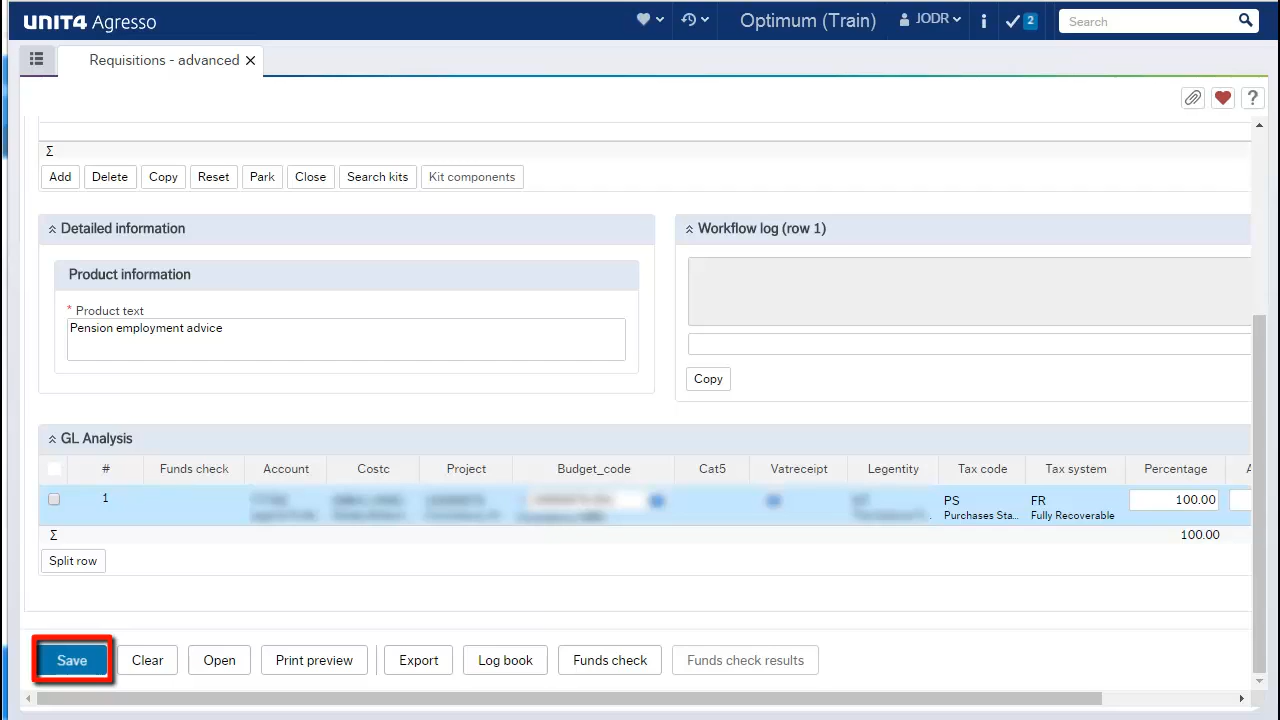 UNIT4 Agresso
Optimum (Train)
JODR
2
Search
Requisitions - advanced
?
Σ
Add Delete Copy Reset Park Close Search kits Kit components
Detailed information
Workflow log (row 1)
Product information
* Product text
Pension employment advice
Copy
GL Analysis
# Funds check Account Costc Project Budget_code Cat5 Vatreceipt Legentity Tax code Tax system Percentage A
1 PS FR 100.00
Purchases Sta... Fully Recoverable
Σ 100.00
Split row
Save Clear Open Print preview Export Log book Funds check Funds check results